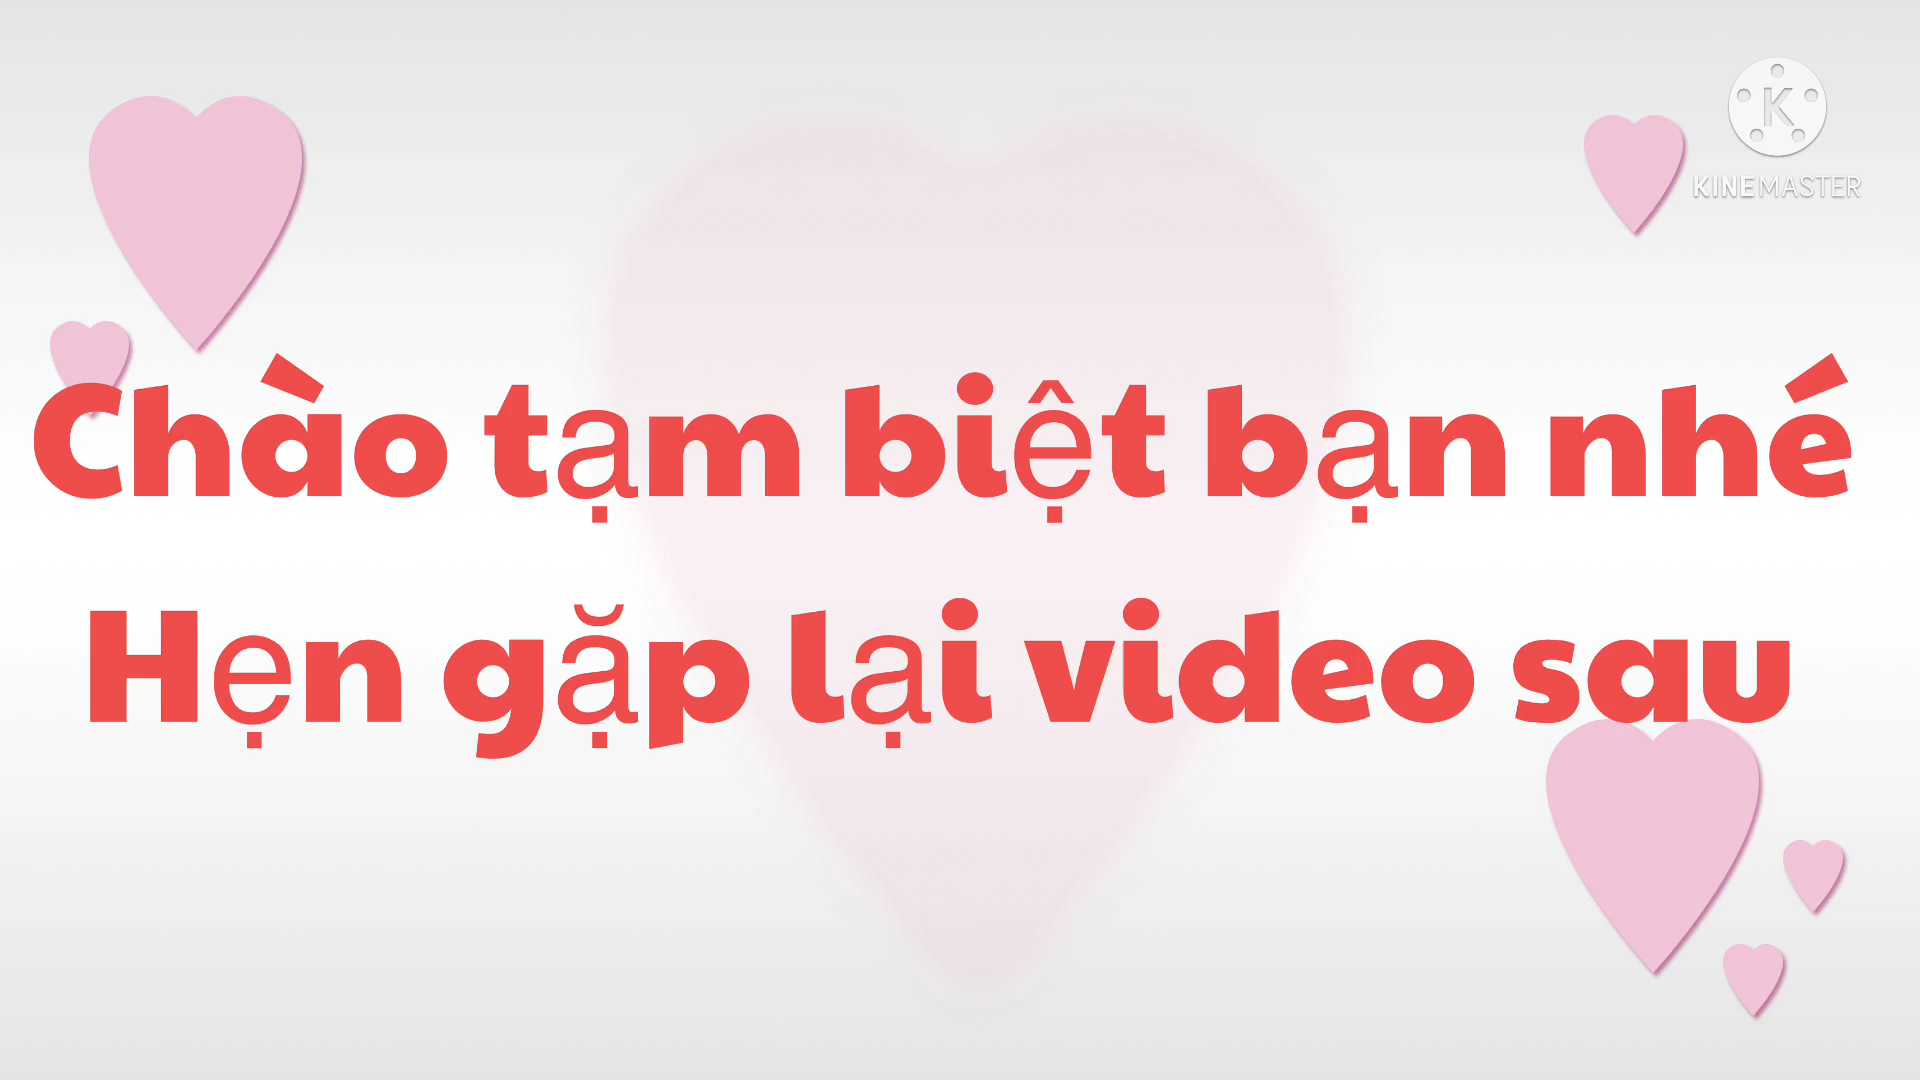 K
KINEMASTER
Chào tạm biệt bạn nhé
Hẹn gặp lại video sau